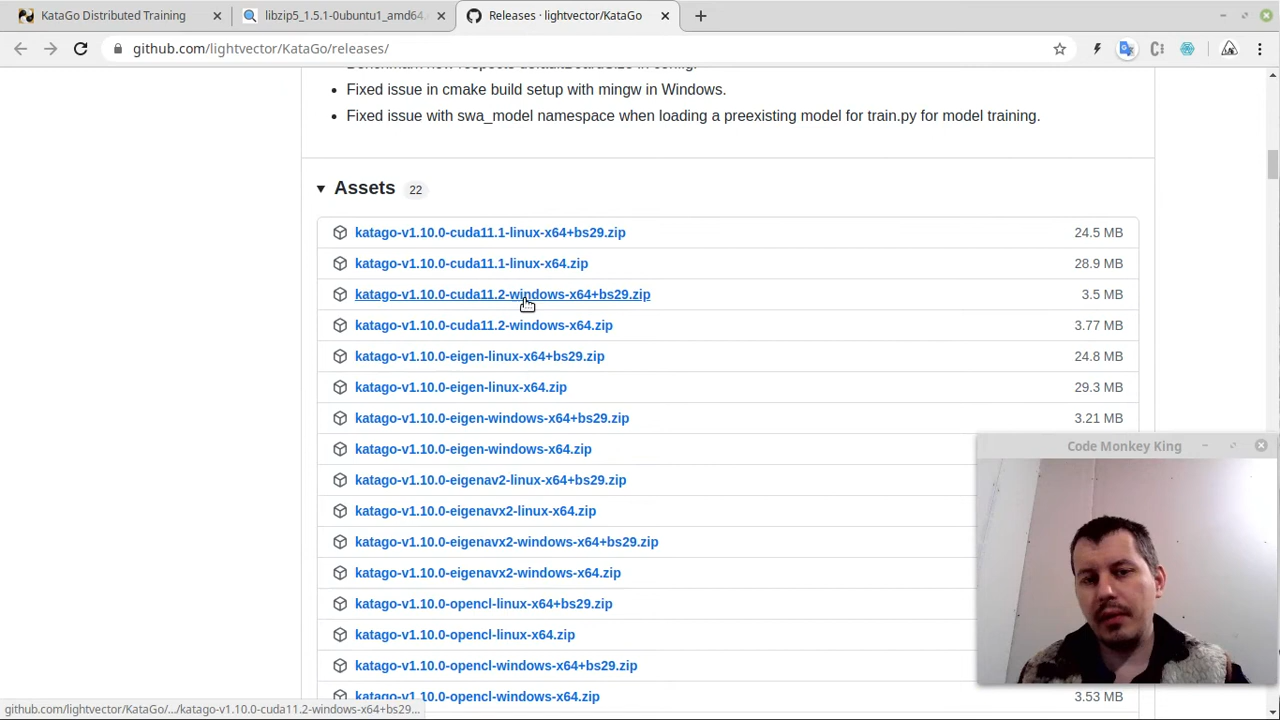 KataGo Distributed Training
libzip5_1.5.1-0ubuntu1_amd64.
Releases · lightvector/KataGo
github.com/lightvector/KataGo/releases/
Benchmark now respects defaultBoardSize in config.
• Fixed issue in cmake build setup with mingw in Windows.
• Fixed issue with swa_model namespace when loading a preexisting model for train.py for model training.
Assets 22
katago-v1.10.0-cuda11.1-linux-x64+bs29.zip 24.5 MB
katago-v1.10.0-cuda11.1-linux-x64.zip 28.9 MB
katago-v1.10.0-cuda11.2-windows-x64+bs29.zip 3.5 MB
katago-v1.10.0-cuda11.2-windows-x64.zip 3.77 MB
katago-v1.10.0-eigen-linux-x64+bs29.zip 24.8 MB
katago-v1.10.0-eigen-linux-x64.zip 29.3 MB
katago-v1.10.0-eigen-windows-x64+bs29.zip 3.21 MB
katago-v1.10.0-eigen-windows-x64.zip
Code Monkey King
katago-v1.10.0-eigenav2-linux-x64+bs29.zip
katago-v1.10.0-eigenavx2-linux-x64.zip
katago-v1.10.0-eigenavx2-windows-x64+bs29.zip
katago-v1.10.0-eigenavx2-windows-x64.zip
katago-v1.10.0-opencl-linux-x64+bs29.zip
katago-v1.10.0-opencl-linux-x64.zip
katago-v1.10.0-opencl-windows-x64+bs29.zip
katago-v1.10.0-opencl-windows-x64.zip 3.53 MB
github.com/lightvector/KataGo/.../katago-v1.10.0-cuda11.2-windows-x64+bs29...